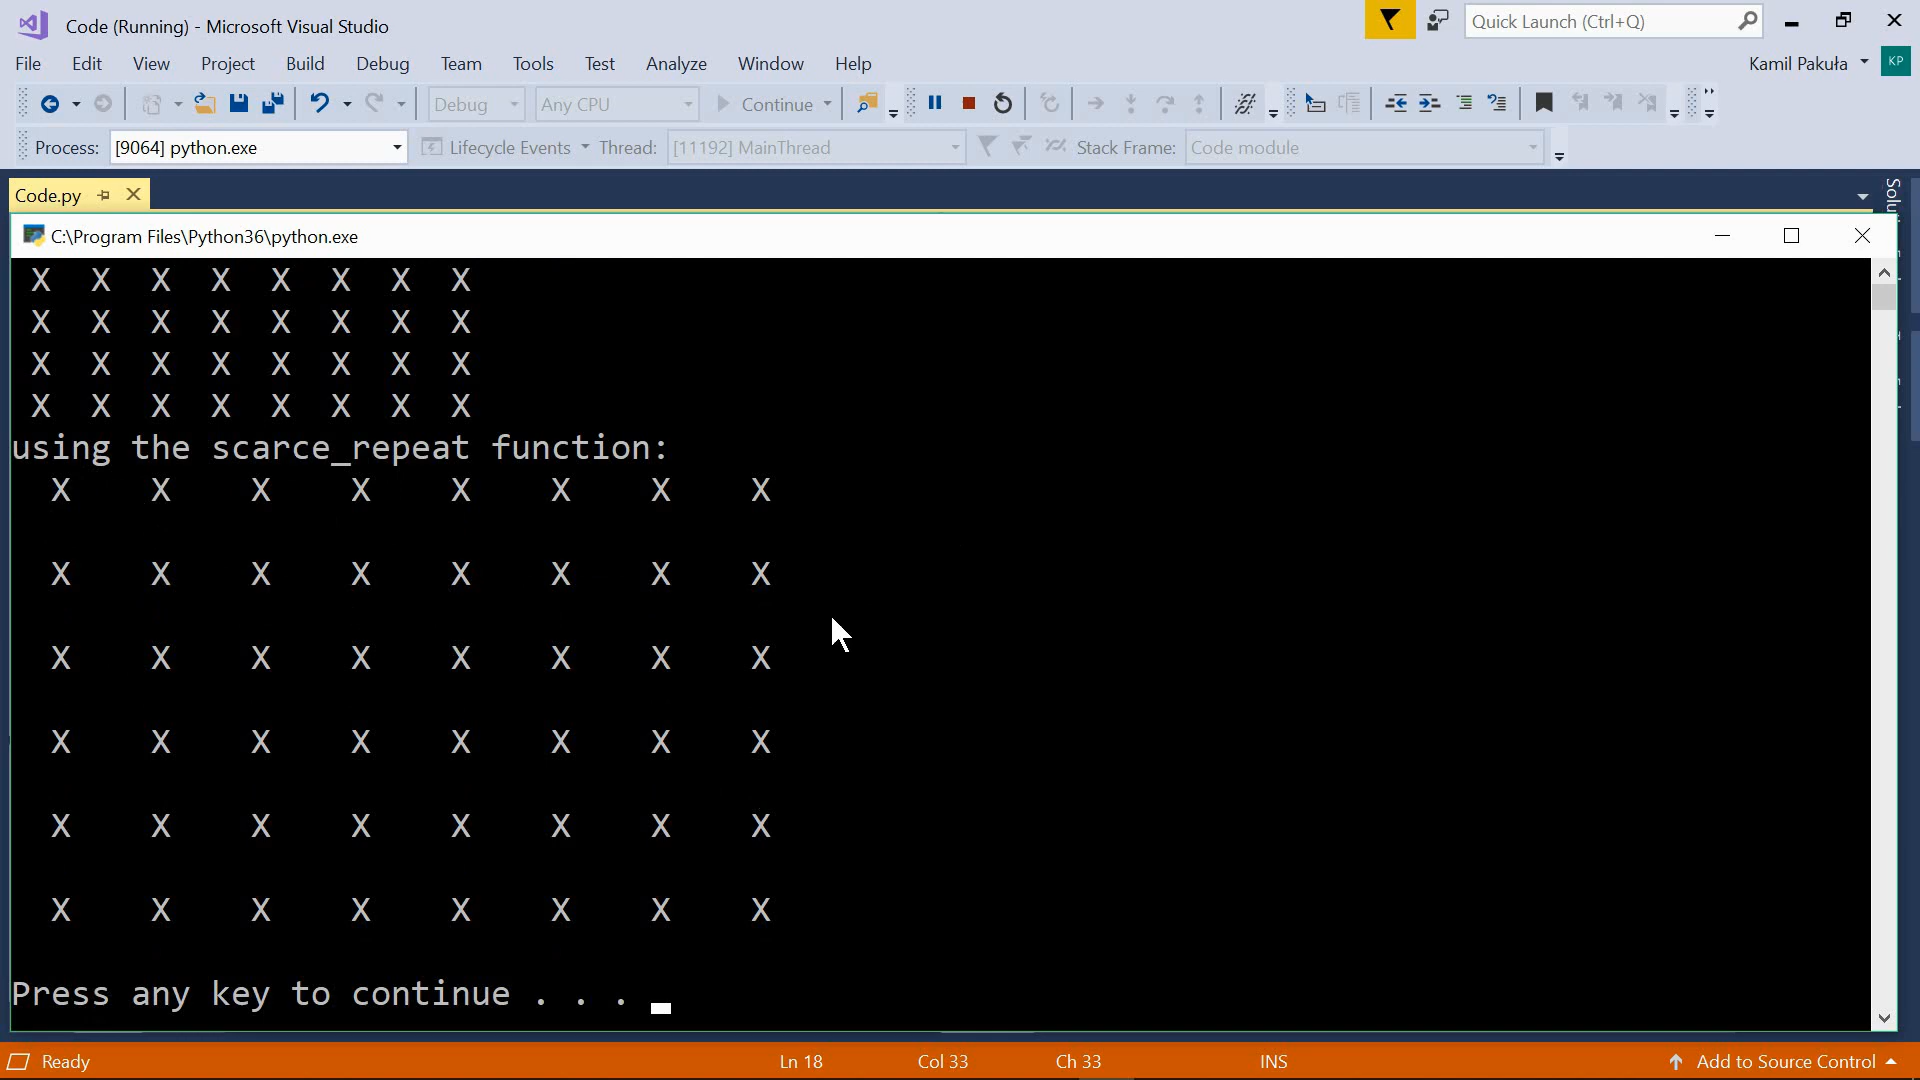 Code (Running) - Microsoft Visual Studio
Quick Launch (Ctrl+Q)
File Edit View Project Build Debug Team Tools Test Analyze Window Help
Kamil Pakuła KP
Debug Any CPU Continue
Process: [9064] python.exe Lifecycle Events Thread: [11192] MainThread Stack Frame: Code module
Code.py
C:\Program Files\Python36\python.exe
X X X X X X X X
X X X X X X X X
X X X X X X X X
X X X X X X X X
using the scarce_repeat function:
X X X X X X X X
X X X X X X X X
X X X X X X X X
X X X X X X X X
X X X X X X X X
X X X X X X X X
Press any key to continue . . .
Ready Ln 18 Col 33 Ch 33 INS Add to Source Control